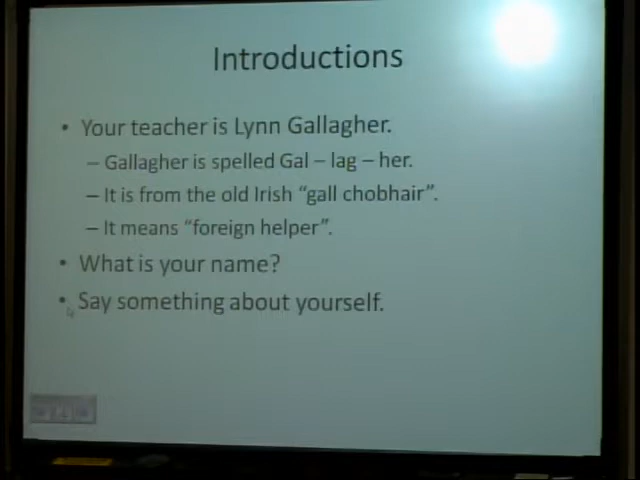 Introductions
• Your teacher is Lynn Gallagher.
– Gallagher is spelled Gal – lag – her.
– It is from the old Irish “gall chobhair”.
– It means “foreign helper”.
• What is your name?
• Say something about yourself.